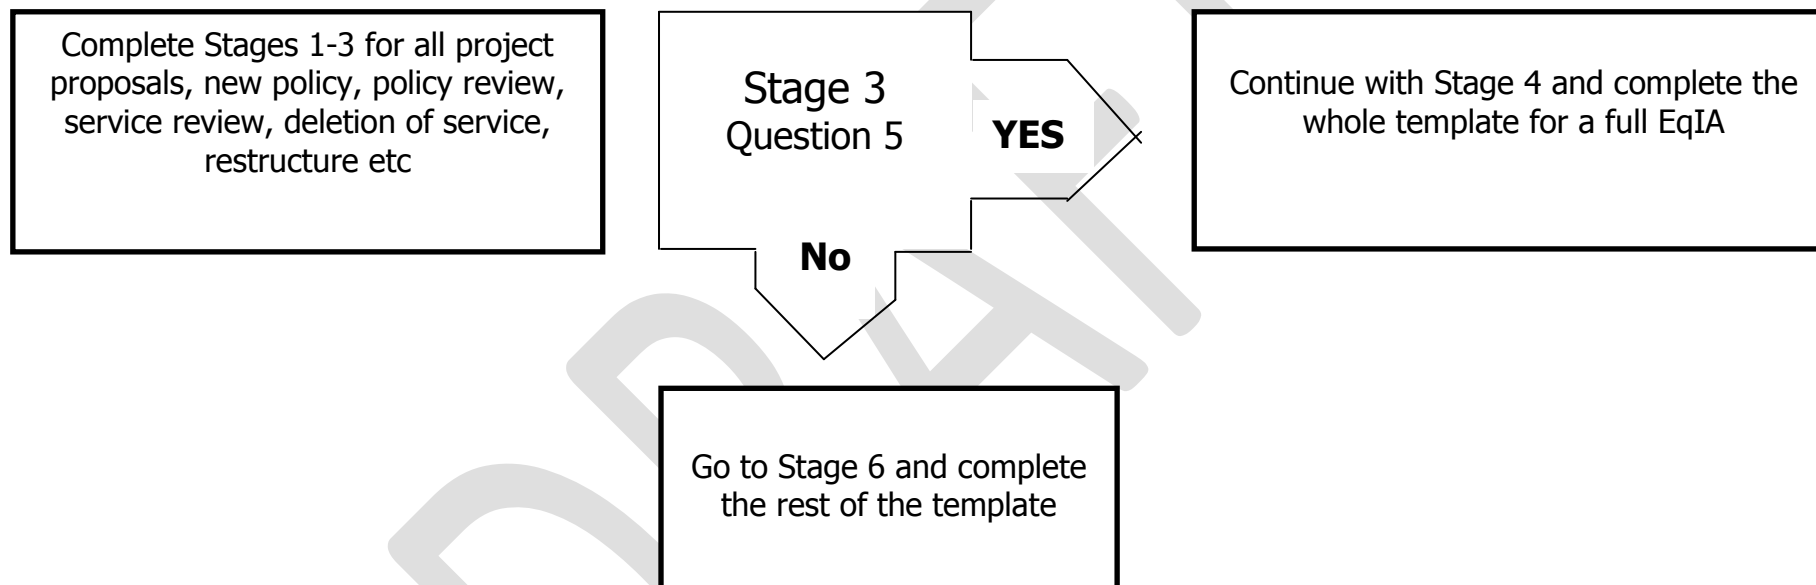 Complete Stages 1-3 for all project
proposals, new policy, policy review,
service review, deletion of service,
restructure etc
Stage 3
Question 5
YES
No
Continue with Stage 4 and complete the
whole template for a full EqIA
Go to Stage 6 and complete
the rest of the template